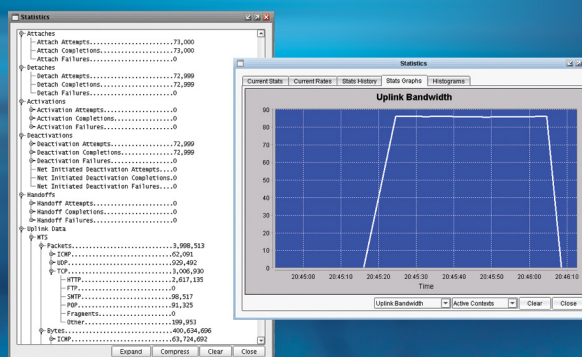 Statistics
Attaches
Attach Attempts......................73,000
Attach Completions...................73,000
Attach Failures......................0
Detaches
Detach Attempts......................72,999
Detach Completions...................72,999
Detach Failures......................0
Activations
Activation Attempts..................0
Activation Completions...............0
Activation Failures..................0
Deactivations
Deactivation Attempts................72,999
Deactivation Completions.............72,999
Deactivation Failures................0
Net Initiated Deactivation Attempts....0
Net Initiated Deactivation Completions.0
Net Initiated Deactivation Failures....0
Handoffs
Handoff Attempts.....................0
Handoff Completions..................0
Handoff Failures.....................0
Uplink Data
MTS
Packets..............................3,998,513
ICMP.................................62,091
UDP..................................929,492
TCP..................................3,006,930
HTTP.................................2,617,135
FTP..................................0
SMTP.................................98,517
POP..................................91,325
Fragments............................0
Other................................199,953
Bytes................................400,634,696
ICMP.................................63,724,692
Expand Compress Clear Close
Statistics
Current Stats Current Rates Stats History Stats Graphs Histograms
Uplink Bandwidth
90
80
70
60
50
40
30
20
10
0
20:45:00 20:45:10 20:45:20 20:45:30 20:45:40 20:45:50 20:48:00 20:46:10
Time
Uplink Bandwidth Active Contexts Clear Close